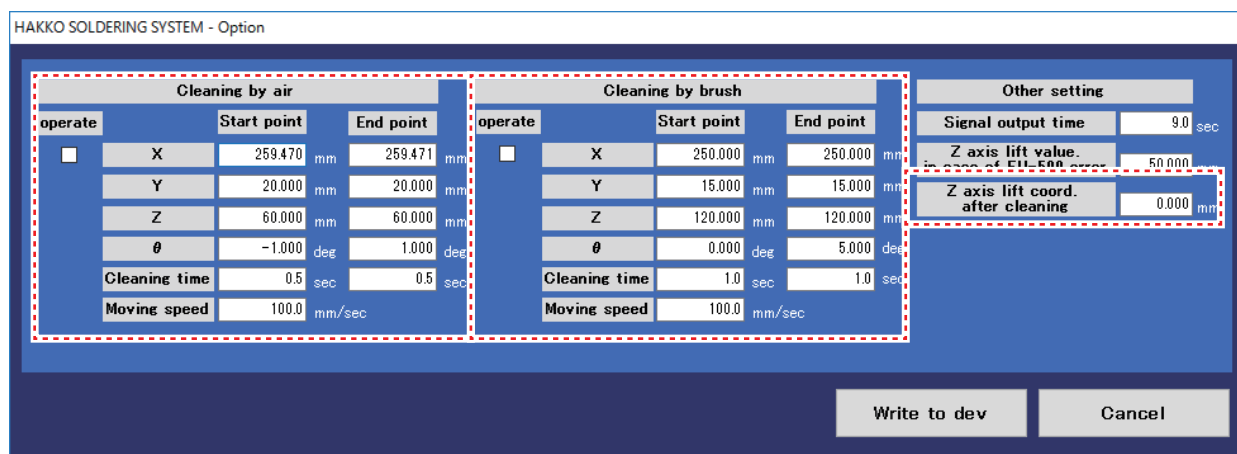 HAKKO SOLDERING SYSTEM - Option
Cleaning by air
operate Start point End point
X 259.470 mm 259.471 mm
Y 20.000 mm 20.000 mm
Z 60.000 mm 60.000 mm
θ -1.000 deg 1.000 deg
Cleaning time 0.5 sec 0.5 sec
Moving speed 100.0 mm/sec
Cleaning by brush
operate Start point End point
X 250.000 mm 250.000 mm
Y 15.000 mm 15.000 mm
Z 120.000 mm 120.000 mm
θ 0.000 deg 5.000 deg
Cleaning time 1.0 sec 1.0 sec
Moving speed 100.0 mm/sec
Other setting
Signal output time 9.0 sec
Z axis lift value.
in case of FU-500 error 50.000
Z axis lift coord.
after cleaning 0.000 mm
Write to dev Cancel